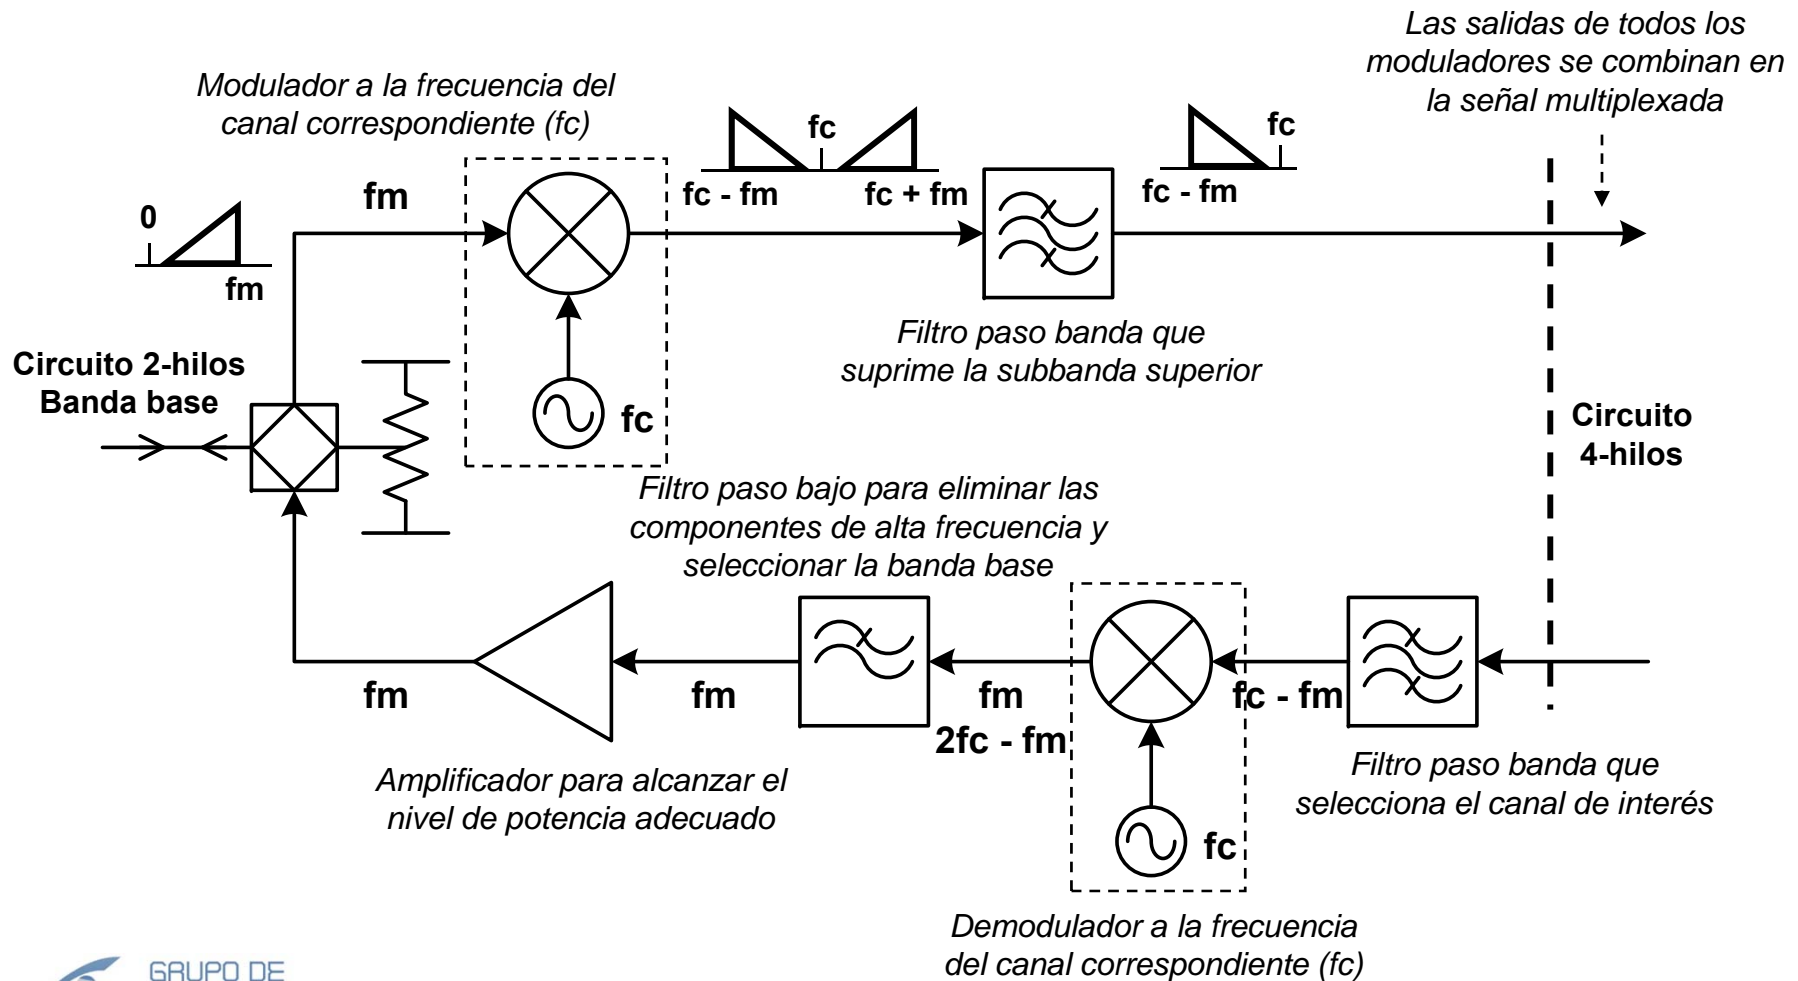 Las salidas de todos los
moduladores se combinan en
la señal multiplexada
Modulador a la frecuencia del
canal correspondiente (fc)
fc
fc
fm
fc - fm
fc + fm
fc - fm
0
fm
Filtro paso banda que
suprime la subbanda superior
Circuito 2-hilos
Banda base
fc
Circuito
4-hilos
Filtro paso bajo para eliminar las
componentes de alta frecuencia y
seleccionar la banda base
fm
fm
fm
2fc - fm
fc - fm
Amplificador para alcanzar el
nivel de potencia adecuado
Filtro paso banda que
selecciona el canal de interés
fc
Demodulador a la frecuencia
del canal correspondiente (fc)
GRUPO DE